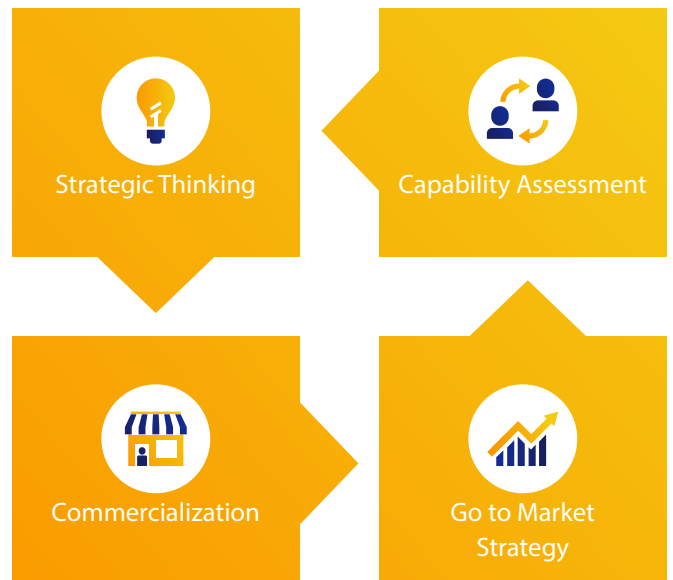 Strategic Thinking
Capability Assessment
Commercialization
Go to Market
Strategy